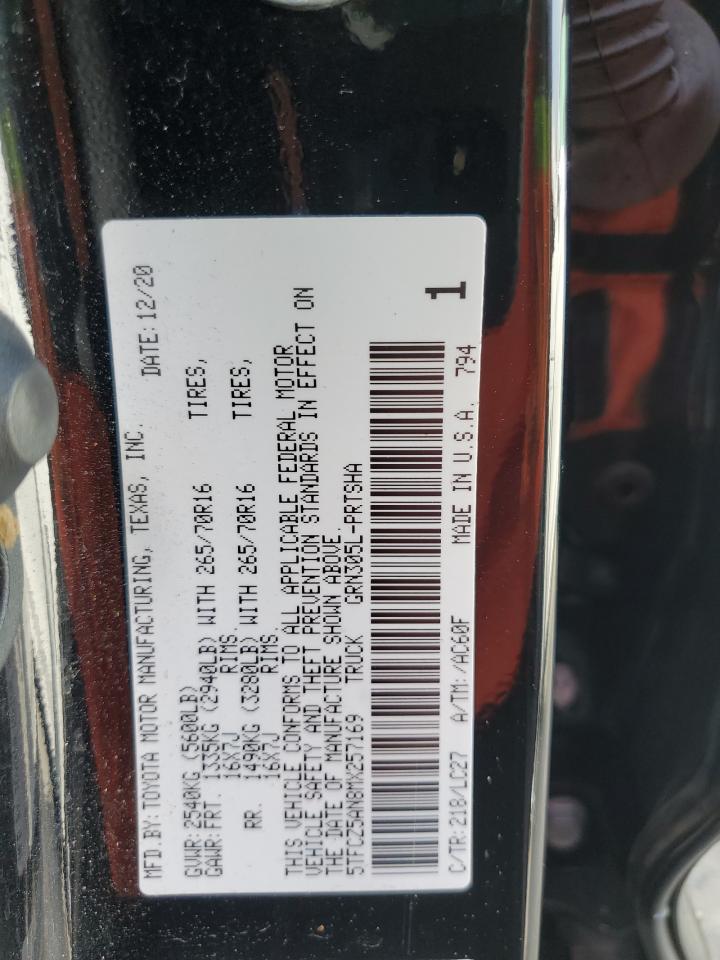 MFD.BY: TOYOTA MOTOR MANUFACTURING, TEXAS, INC. DATE: 12/20
GVWR: 2540KG (5600LB)
GAWR: FRT. 1335KG (2940LB) WITH 265/70R16 TIRES,
16X7J RIMS.
RR. 1490KG (3280LB) WITH 265/70R16 TIRES,
16X7J RIMS.
THIS VEHICLE CONFORMS TO ALL APPLICABLE FEDERAL MOTOR
VEHICLE SAFETY AND THEFT PREVENTION STANDARDS IN EFFECT ON
THE DATE OF MANUFACTURE SHOWN ABOVE.
5TFCZ5AN8MX257169 TRUCK GRN305L-PRTSHA
1
C/TR: 218/LC27 A/TM: /AC60F MADE IN U.S.A. 794